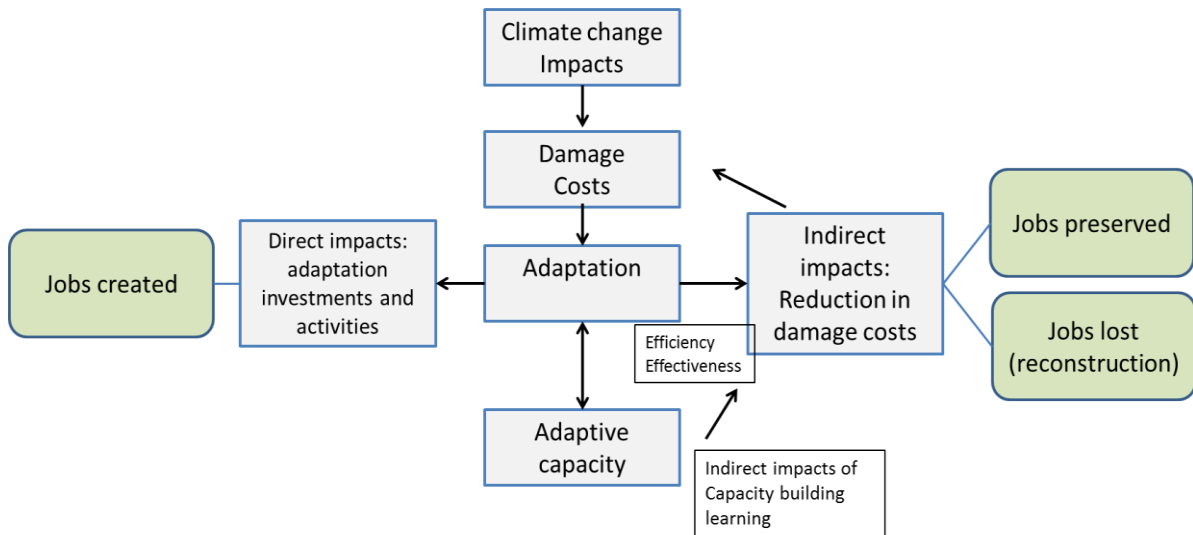 Climate change
Impacts
Damage
Costs
Jobs created
Direct impacts:
adaptation
investments and
activities
Adaptation
Indirect
impacts:
Reduction in
damage costs
Jobs preserved
Jobs lost
(reconstruction)
Efficiency
Effectiveness
Adaptive
capacity
Indirect impacts of
Capacity building
learning